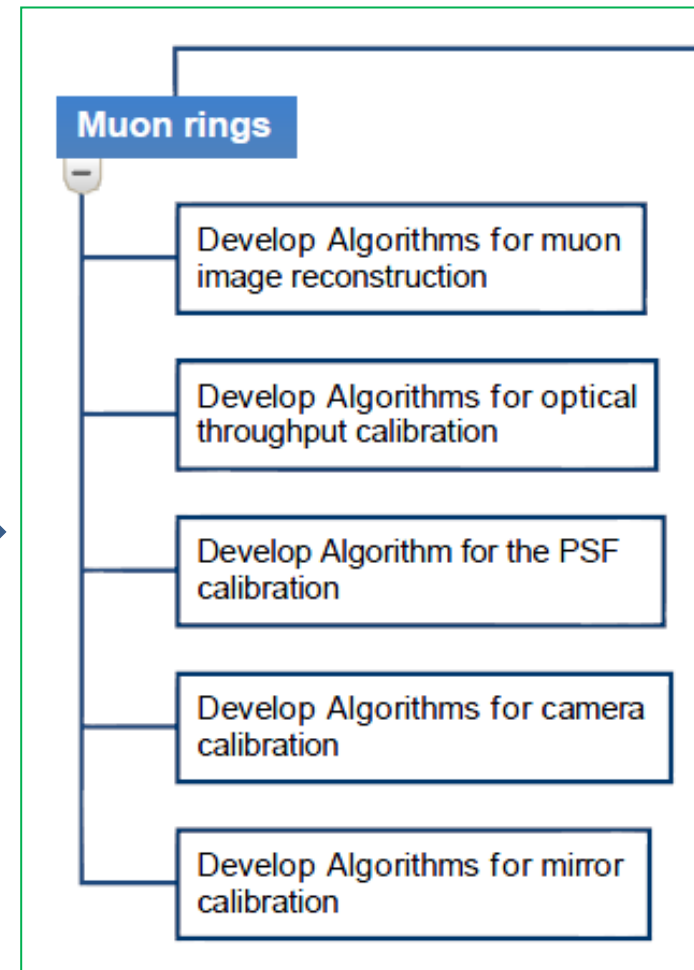 Muon rings
Develop Algorithms for muon
image reconstruction
Develop Algorithms for optical
throughput calibration
Develop Algorithm for the PSF
calibration
Develop Algorithms for camera
calibration
Develop Algorithms for mirror
calibration